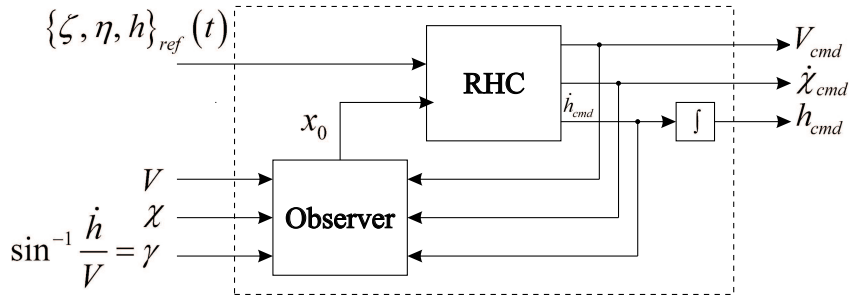 {ζ, η, h}_ref (t)
RHC
V_cmd
χ̇_cmd
ḣ_cmd
∫
h_cmd
x_0
V
χ
sin⁻¹ ḣ/V = γ
Observer